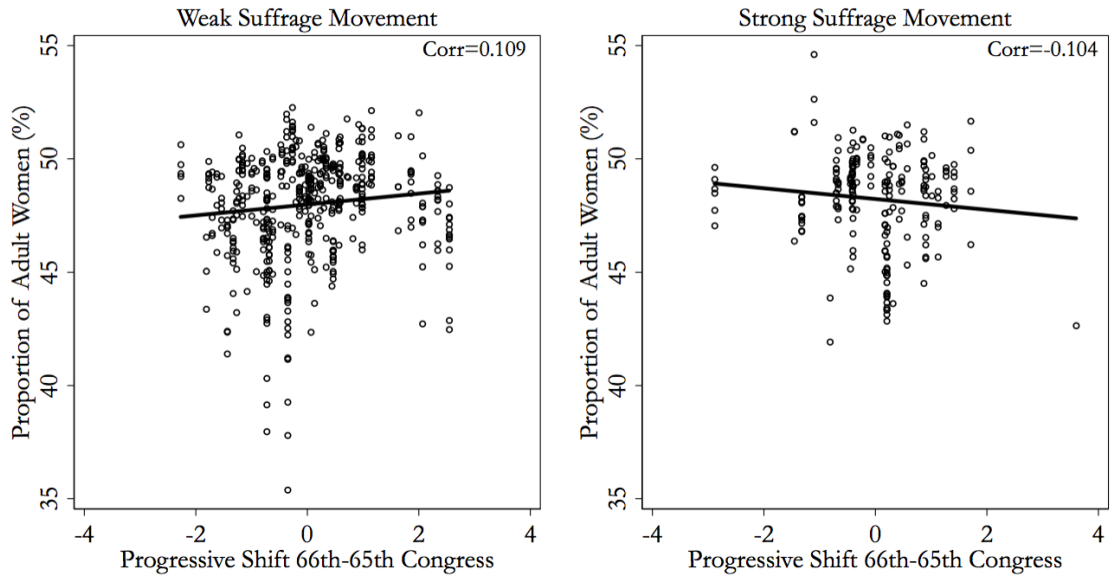 Weak Suffrage Movement
Corr=0.109
Proportion of Adult Women (%)
55
50
45
40
35
-4
-2
0
2
4
Progressive Shift 66th-65th Congress
Strong Suffrage Movement
Corr=-0.104
Proportion of Adult Women (%)
55
50
45
40
35
-4
-2
0
2
4
Progressive Shift 66th-65th Congress